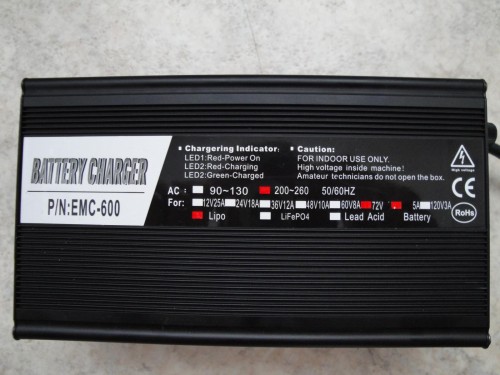 BATTERY CHARGER
P/N:EMC-600
Chargering Indicator:
LED1:Red-Power On
LED2:Red-Charging
LED2:Green-Charged
Caution:
FOR INDOOR USE ONLY.
High voltage inside machine!
Amateur technicians do not open the box.
High voltage
CE
RoHs
AC: 90~130 200~260 50/60HZ
For: 12V25A 24V18A 36V12A 48V10A 60V8A 72V 5A 120V3A
Lipo LiFePO4 Lead Acid Battery